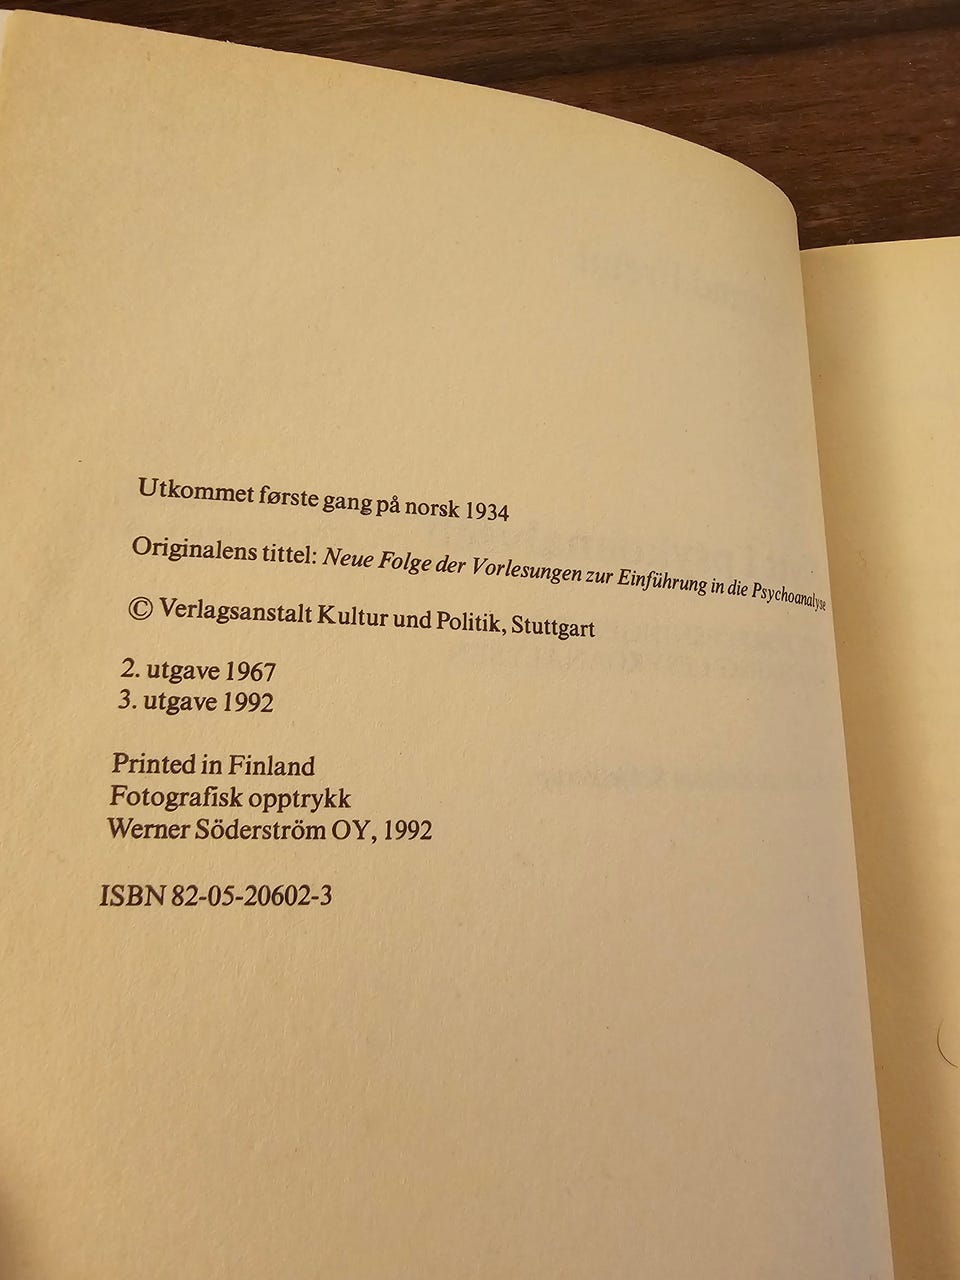 Utkommet første gang på norsk 1934
Originalens tittel: Neue Folge der Vorlesungen zur Einführung in die Psychoanalyse
© Verlagsanstalt Kultur und Politik, Stuttgart
2. utgave 1967
3. utgave 1992
Printed in Finland
Fotografisk opptrykk
Werner Söderström OY, 1992
ISBN 82-05-20602-3